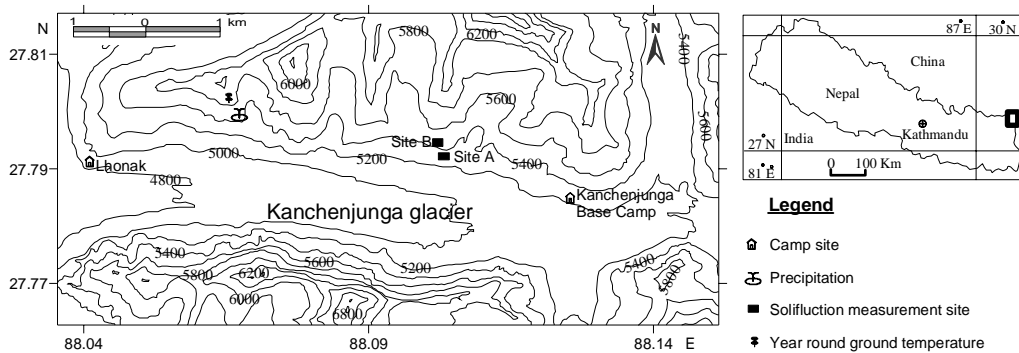 1 0 1 km
N
27.81
27.79
27.77
88.04 88.09 88.14 E
N
5800
6200
5400
6000
5600
5600
Site B
Site A
Lhonak
5000
5200
5400
4800
Kanchenjunga
Base Camp
Kanchenjunga glacier
5400
5600
5200
5800
6200
6000
6800
5400
5800
87°E 30°N
China
Nepal
Kathmandu
27°N
India
81°E
0 100 Km
Legend
Camp site
Precipitation
Solifluction measurement site
Year round ground temperature